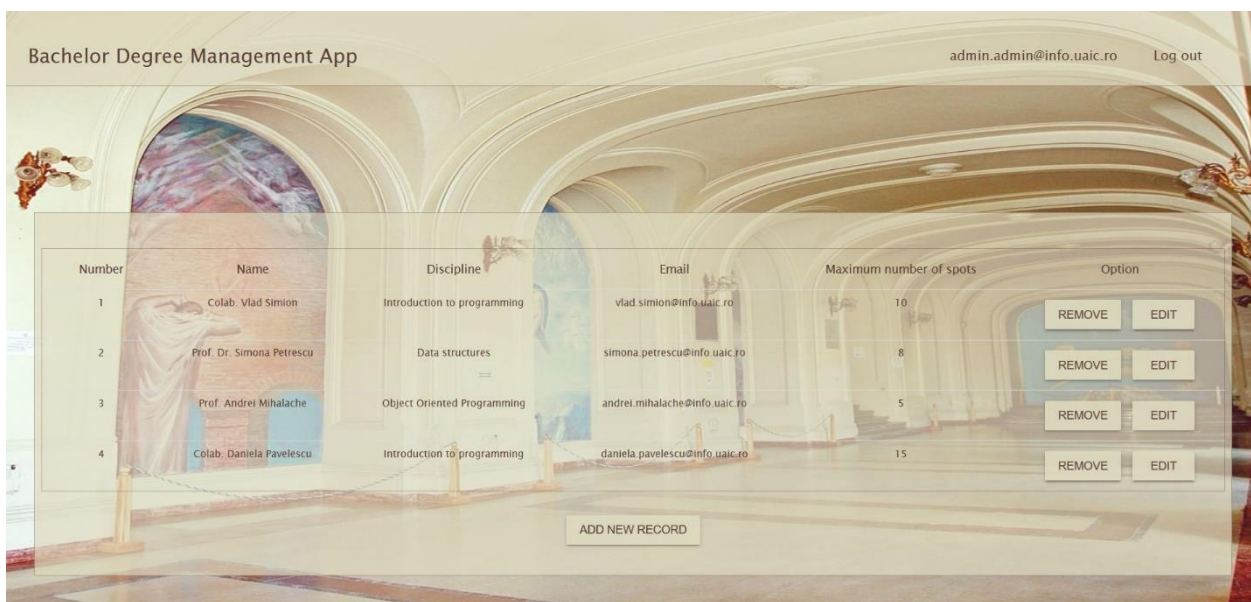 Bachelor Degree Management App admin.admin@info.uaic.ro Log out
Number Name Discipline Email Maximum number of spots Option
1 Colab. Vlad Simion Introduction to programming vlad.simion@info.uaic.ro 10 REMOVE EDIT
2 Prof. Dr. Simona Petrescu Data structures simona.petrescu@info.uaic.ro 8 REMOVE EDIT
3 Prof. Andrei Mihalache Object Oriented Programming andrei.mihalache@info.uaic.ro 5 REMOVE EDIT
4 Colab. Daniela Pavelescu Introduction to programming daniela.pavelescu@info.uaic.ro 15 REMOVE EDIT
ADD NEW RECORD